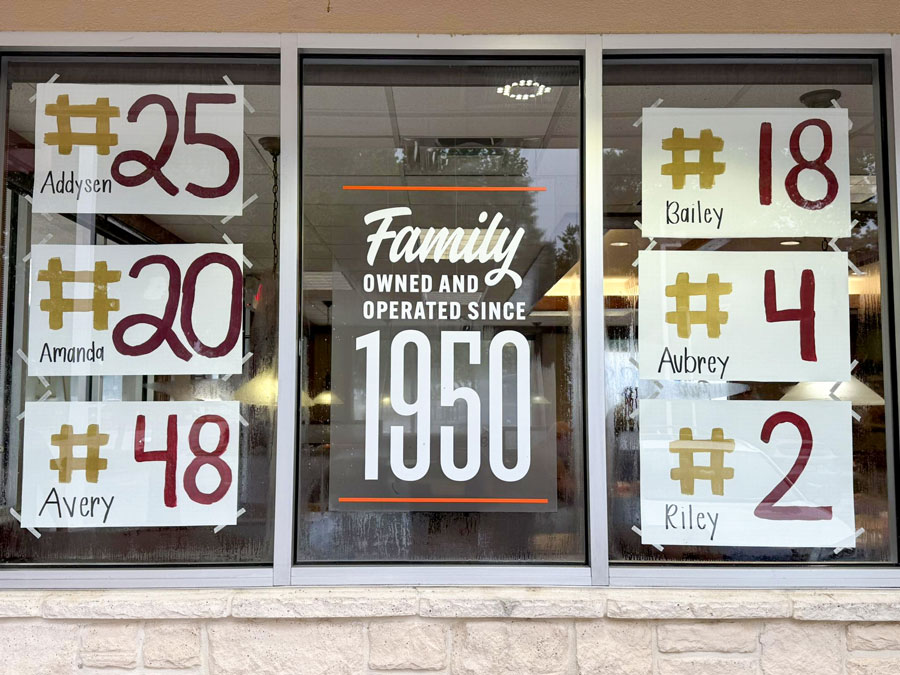 #25
Addysen
#20
Amanda
#48
Avery
Family
OWNED AND
OPERATED SINCE
1950
#18
Bailey
#4
Aubrey
#2
Riley